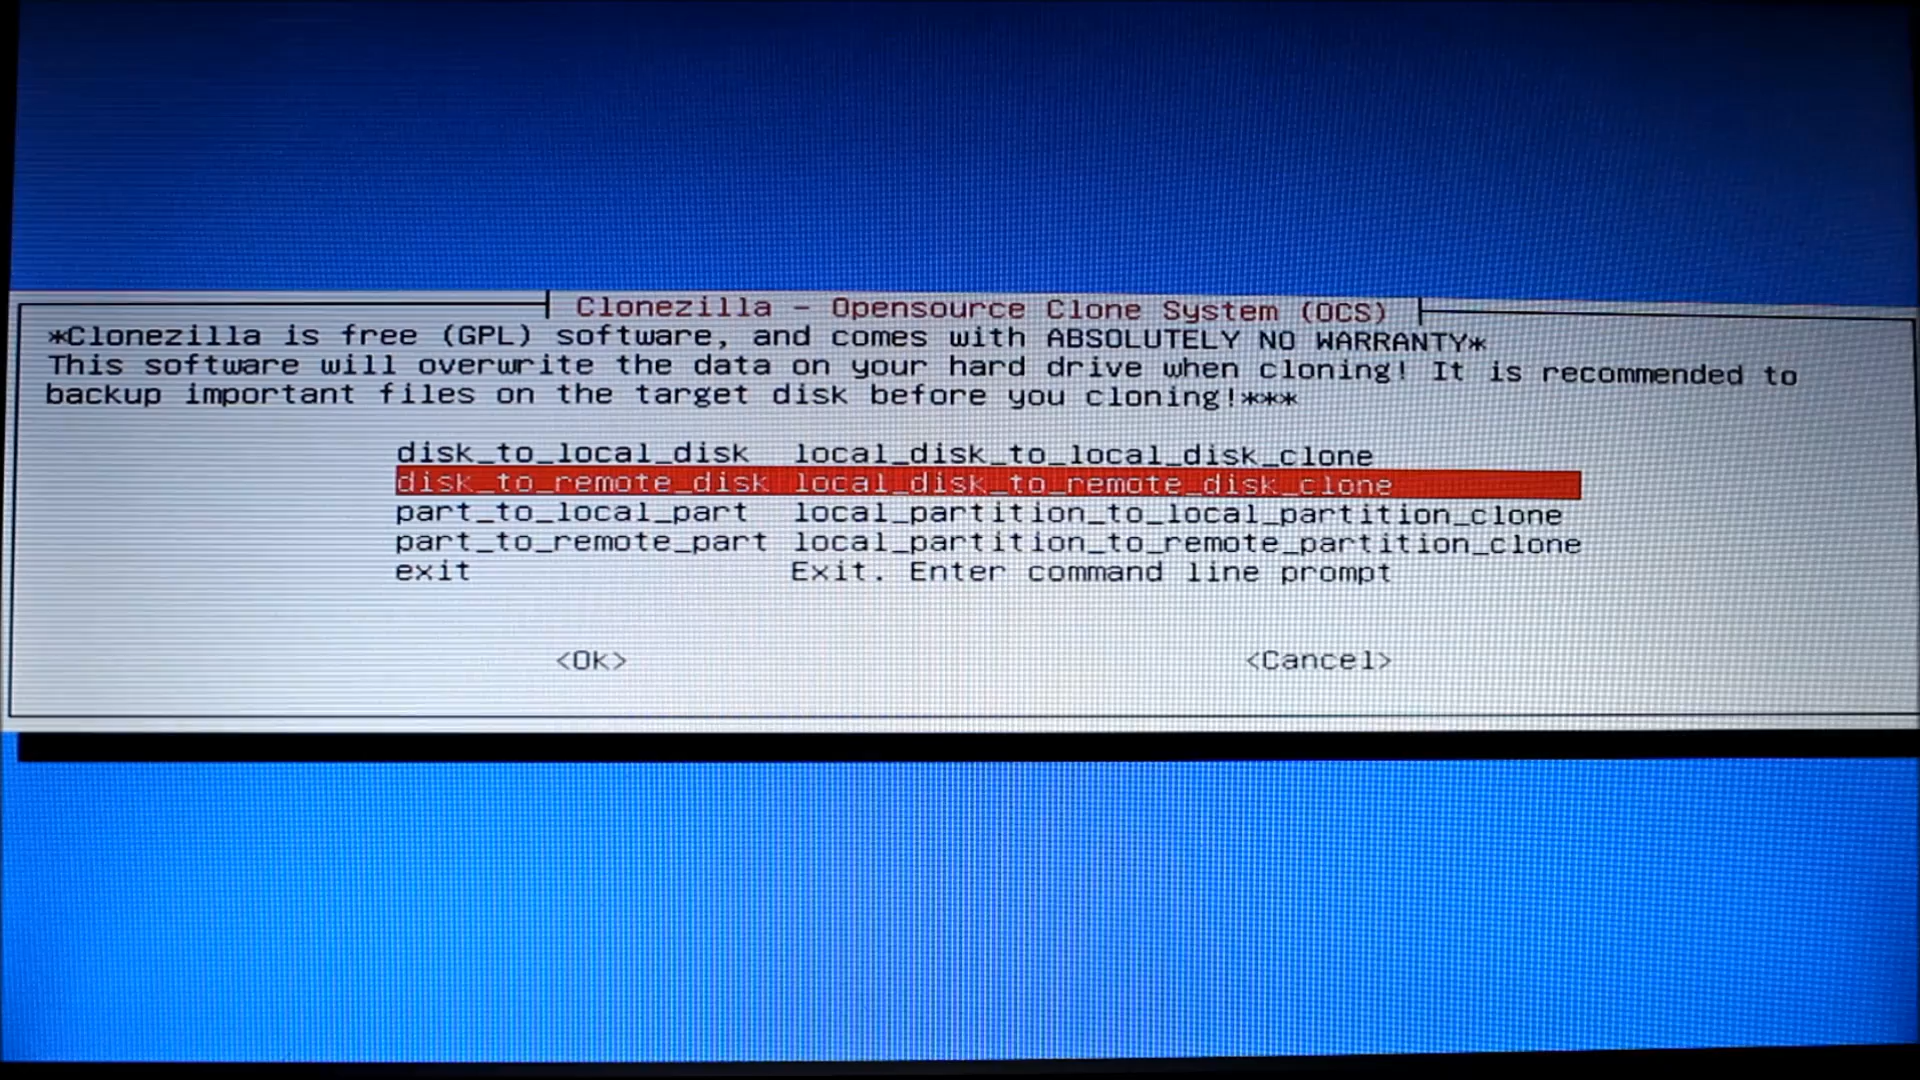 Clonezilla - Opensource Clone System (OCS)
*Clonezilla is free (GPL) software, and comes with ABSOLUTELY NO WARRANTY*
This software will overwrite the data on your hard drive when cloning! It is recommended to
backup important files on the target disk before you cloning!***
disk_to_local_disk local_disk_to_local_disk_clone
disk_to_remote_disk local_disk_to_remote_disk_clone
part_to_local_part local_partition_to_local_partition_clone
part_to_remote_part local_partition_to_remote_partition_clone
exit Exit. Enter command line prompt
<Ok> <Cancel>